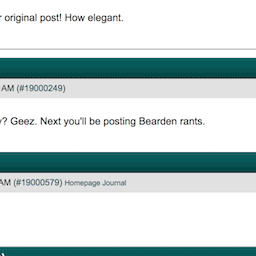 original post! How elegant.
AM (#19000249)
? Geez. Next you'll be posting Bearden rants.
AM (#19000579) Homepage Journal